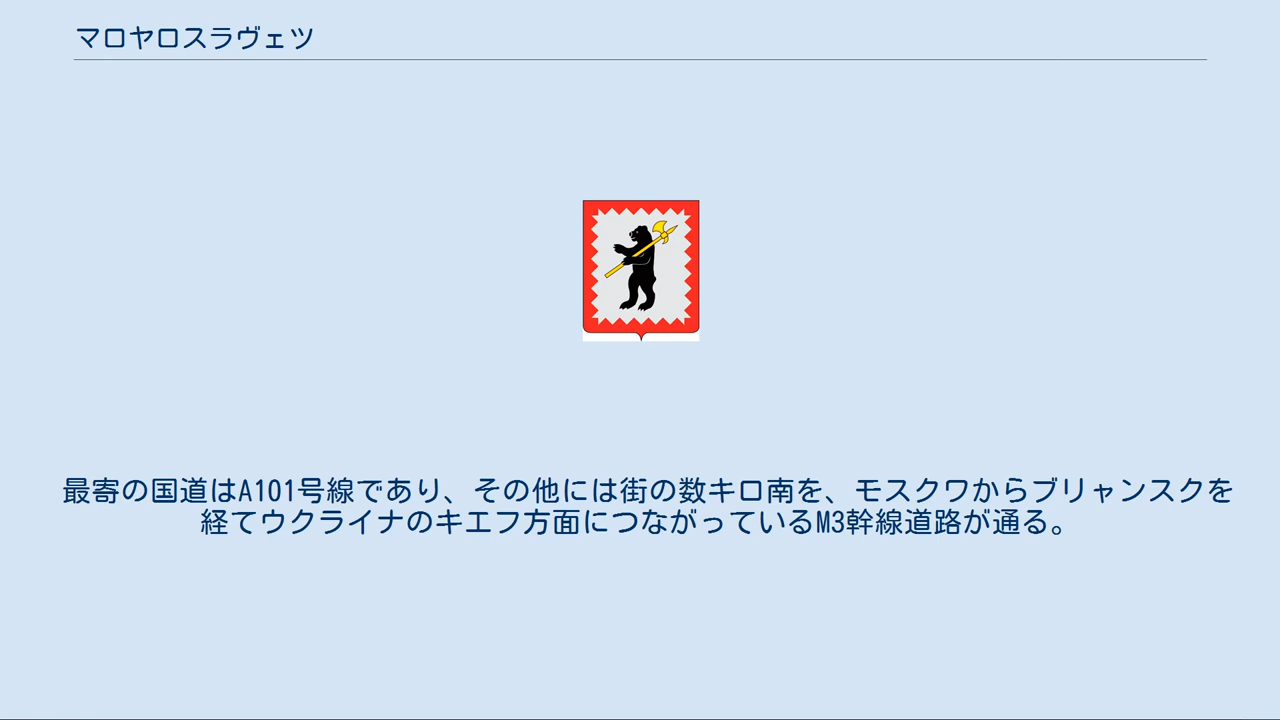 マロヤロスラヴェツ
最寄の国道はA101号線であり、その他には街の数キロ南を、モスクワからブリャンスクを
経てウクライナのキエフ方面につながっているM3幹線道路が通る。